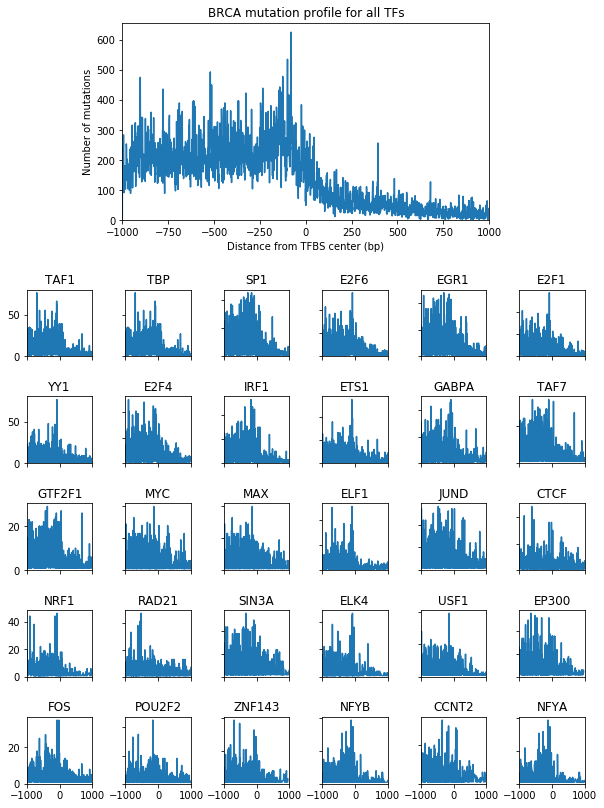 BRCA mutation profile for all TFs
600
500
400
300
200
100
0
Number of mutations
−1000 −750 −500 −250 0 250 500 750 1000
Distance from TFBS center (bp)
TAF1 TBP SP1 E2F6 EGR1 E2F1
50
0
YY1 E2F4 IRF1 ETS1 GABPA TAF7
50
0
GTF2F1 MYC MAX ELF1 JUND CTCF
20
0
NRF1 RAD21 SIN3A ELK4 USF1 EP300
40
20
0
FOS POU2F2 ZNF143 NFYB CCNT2 NFYA
20
0
−1000 0 1000 −1000 0 1000 −1000 0 1000 −1000 0 1000 −1000 0 1000 −1000 0 1000